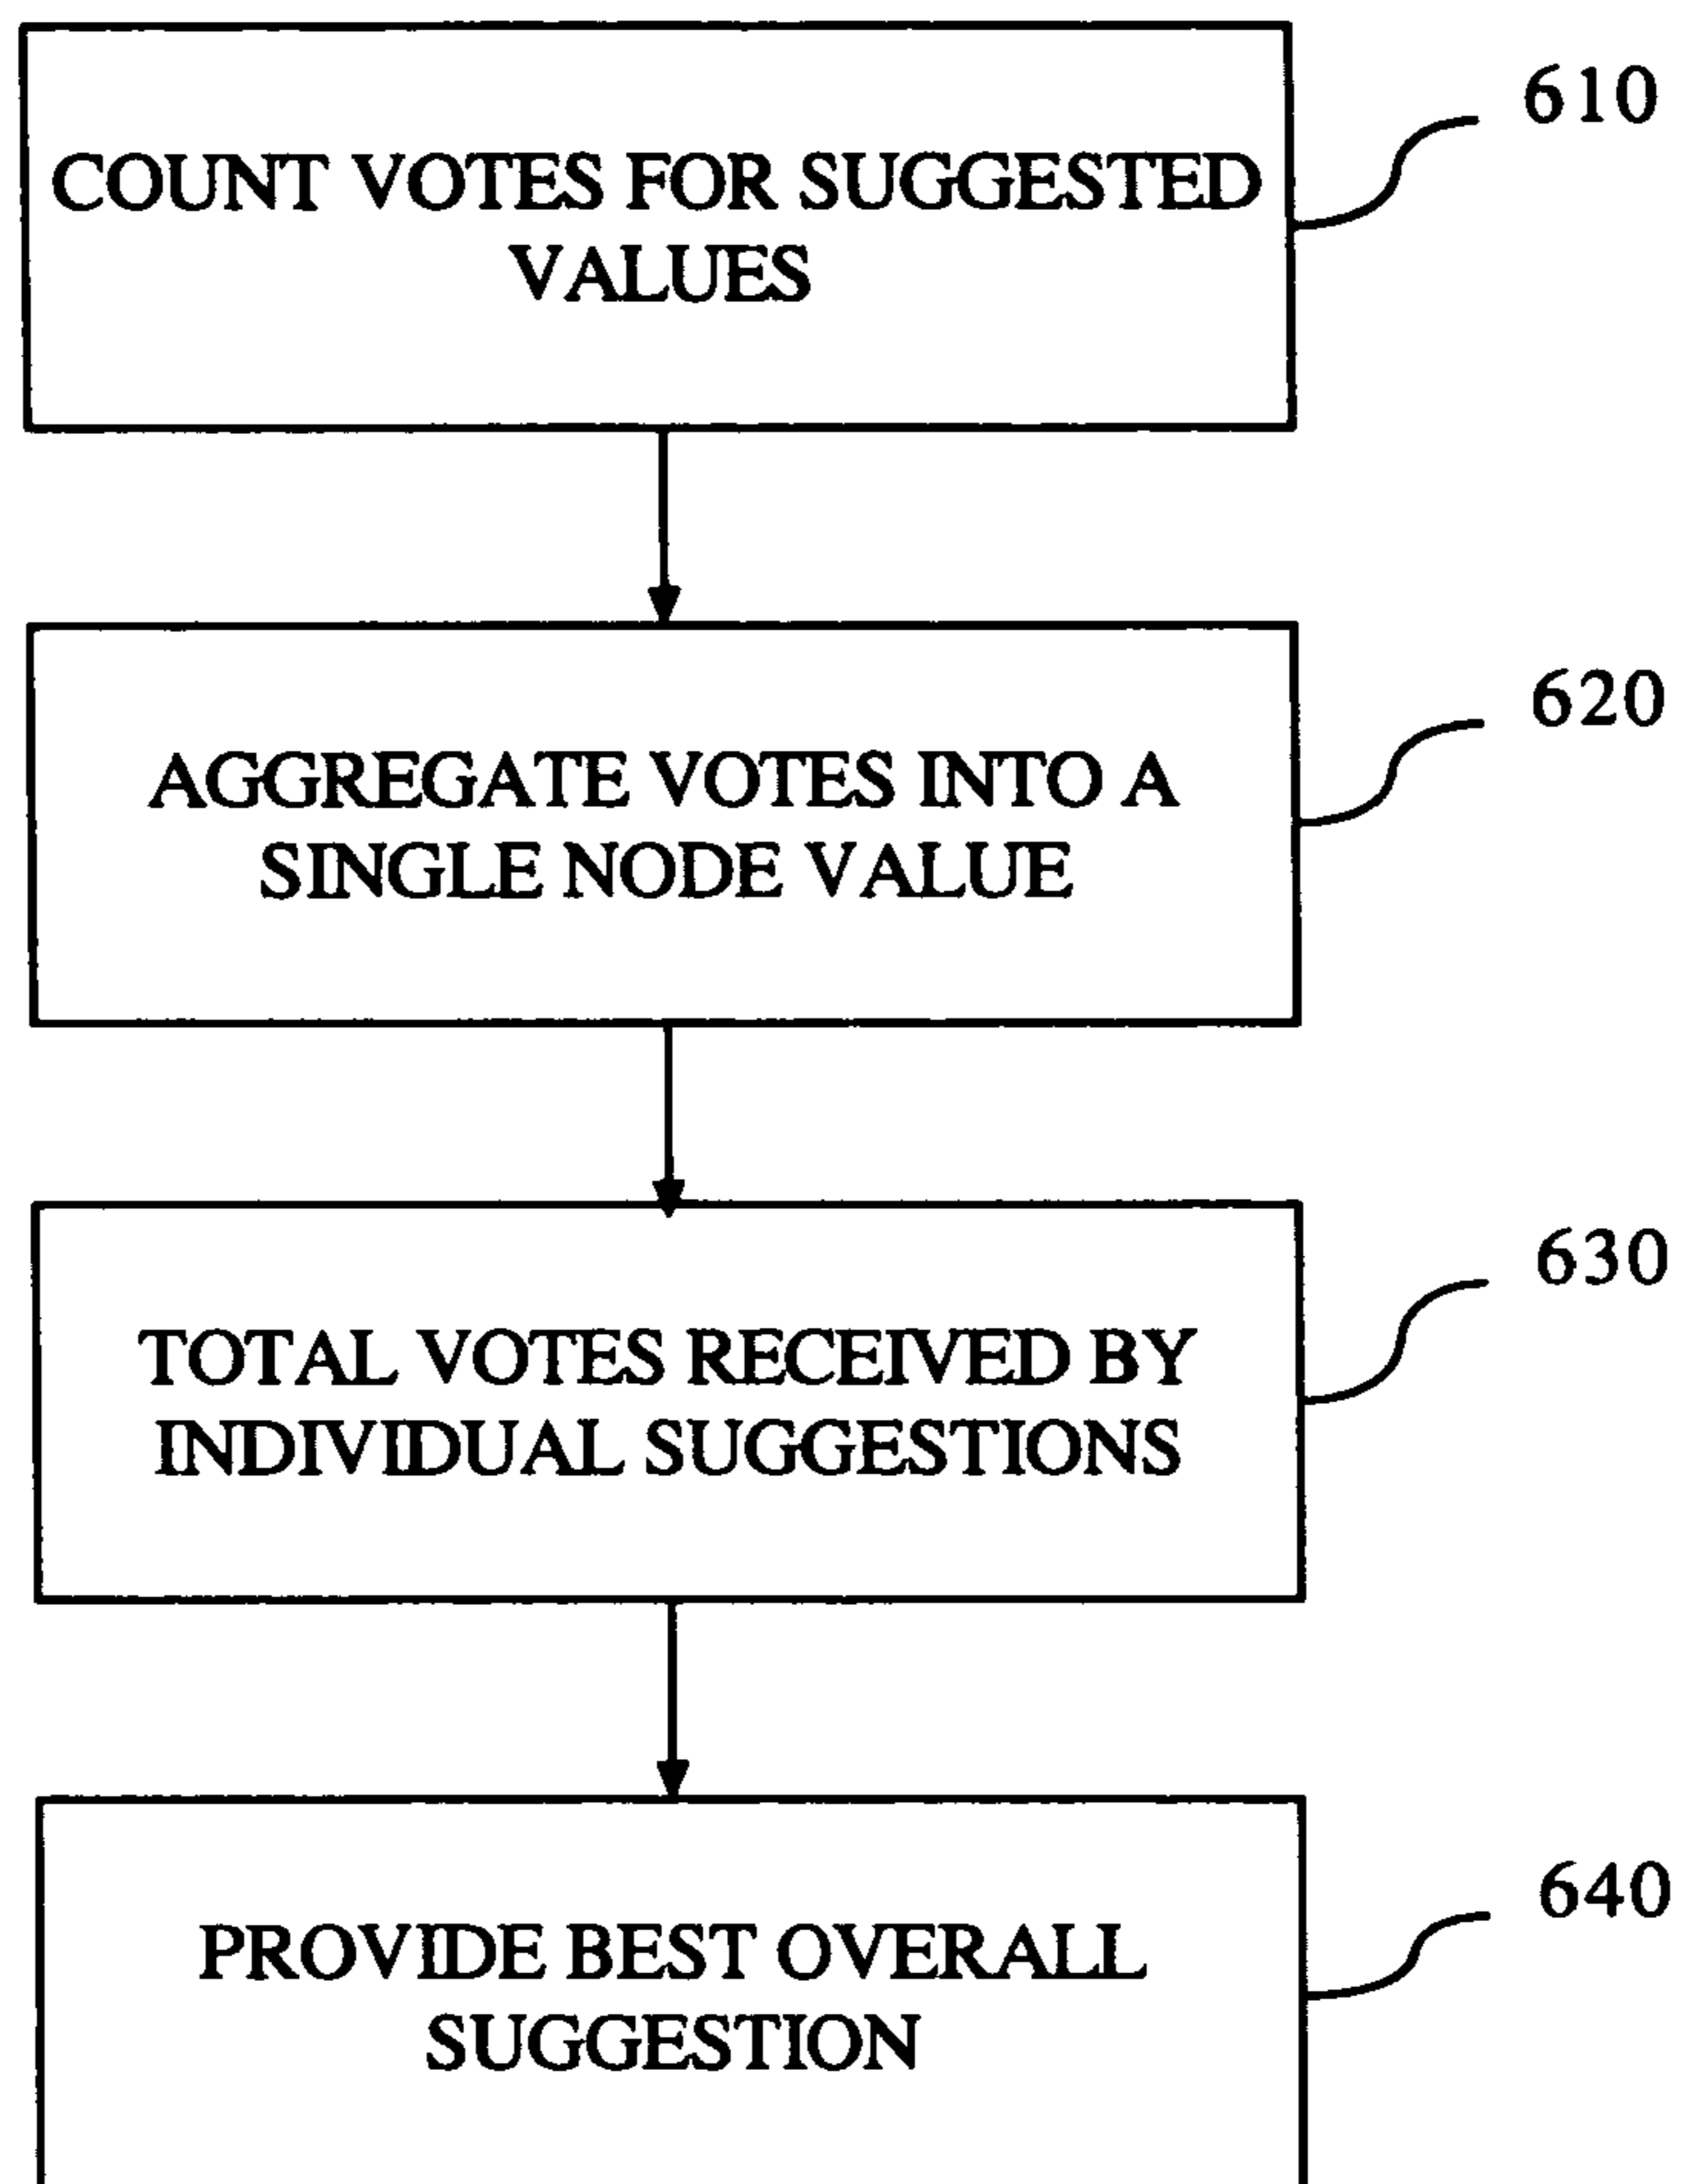 610
COUNT VOTES FOR SUGGESTED
VALUES
620
AGGREGATE VOTES INTO A
SINGLE NODE VALUE
630
TOTAL VOTES RECEIVED BY
INDIVIDUAL SUGGESTIONS
640
PROVIDE BEST OVERALL
SUGGESTION